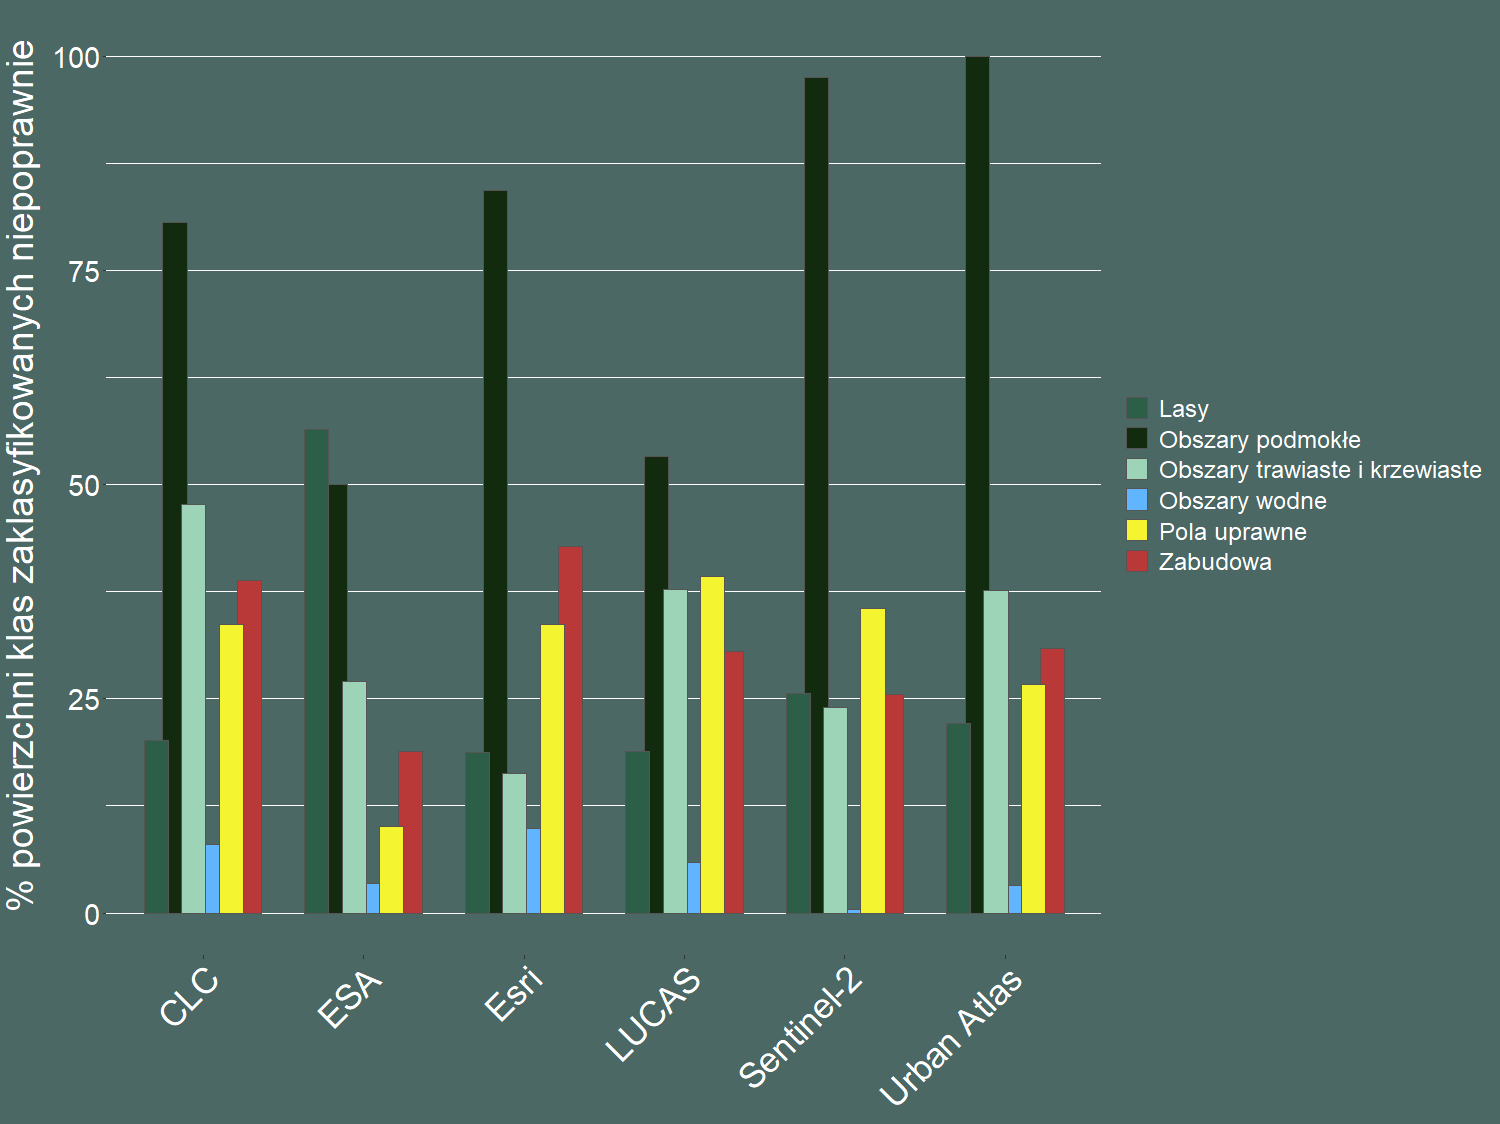 % powierzchni klas zaklasyfikowanych niepoprawnie
100
75
50
25
0
CLC
ESA
Esri
LUCAS
Sentinel-2
Urban Atlas
Lasy
Obszary podmokłe
Obszary trawiaste i krzewiaste
Obszary wodne
Pola uprawne
Zabudowa